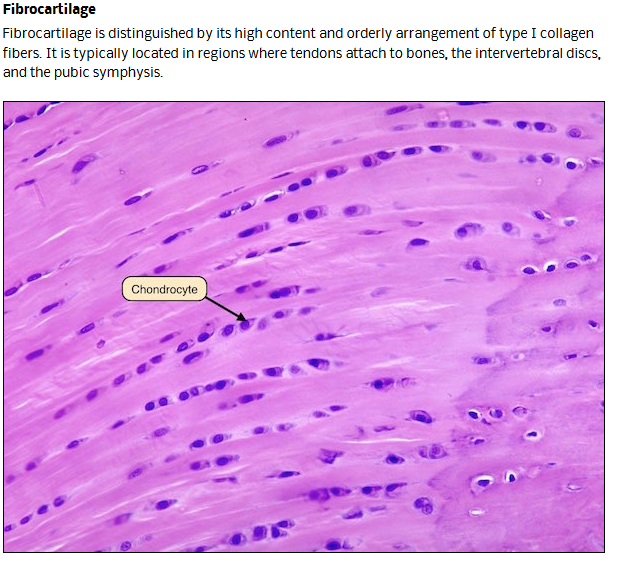 Fibrocartilage
Fibrocartilage is distinguished by its high content and orderly arrangement of type I collagen
fibers. It is typically located in regions where tendons attach to bones, the intervertebral discs,
and the pubic symphysis.
Chondrocyte